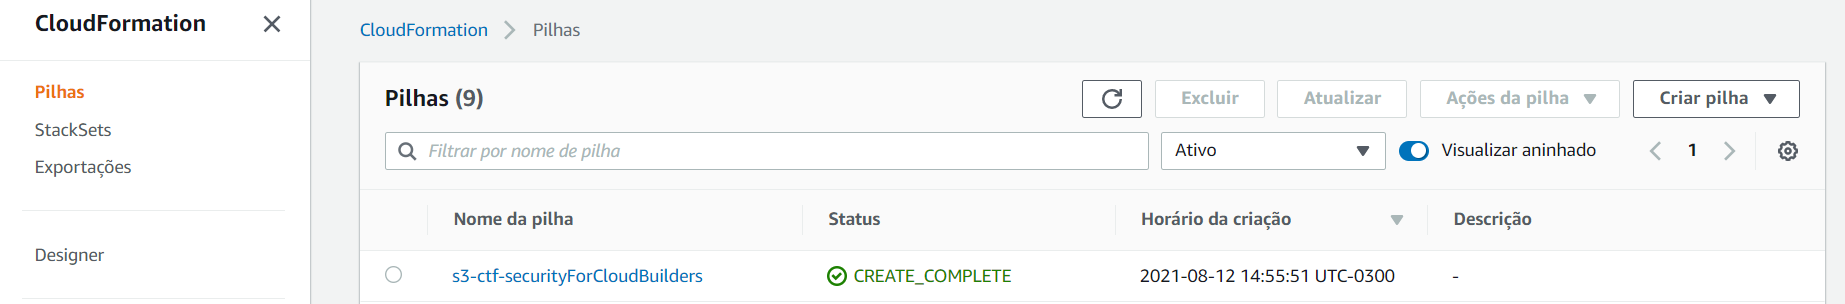 CloudFormation
Pilhas
StackSets
Exportações
Designer
CloudFormation > Pilhas
Pilhas (9)
Excluir
Atualizar
Ações da pilha
Criar pilha
Filtrar por nome de pilha
Ativo
Visualizar aninhado
1
Nome da pilha Status Horário da criação Descrição
s3-ctf-securityForCloudBuilders CREATE_COMPLETE 2021-08-12 14:55:51 UTC-0300 -